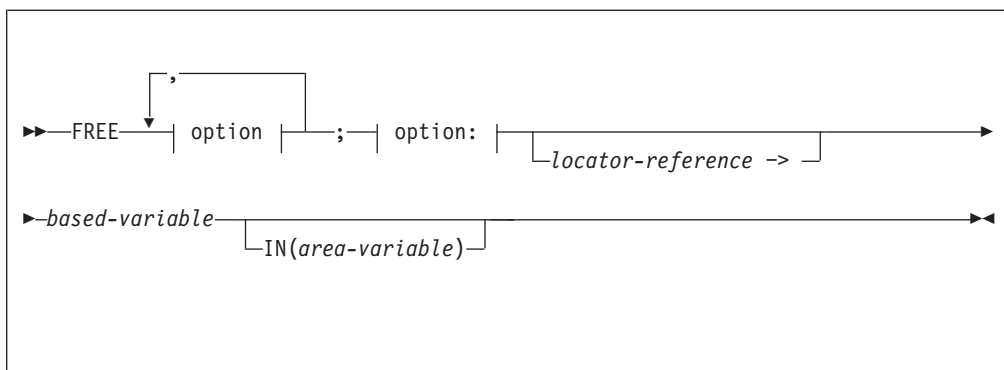 ,
FREE option ; option: locator-reference ->
based-variable IN(area-variable)